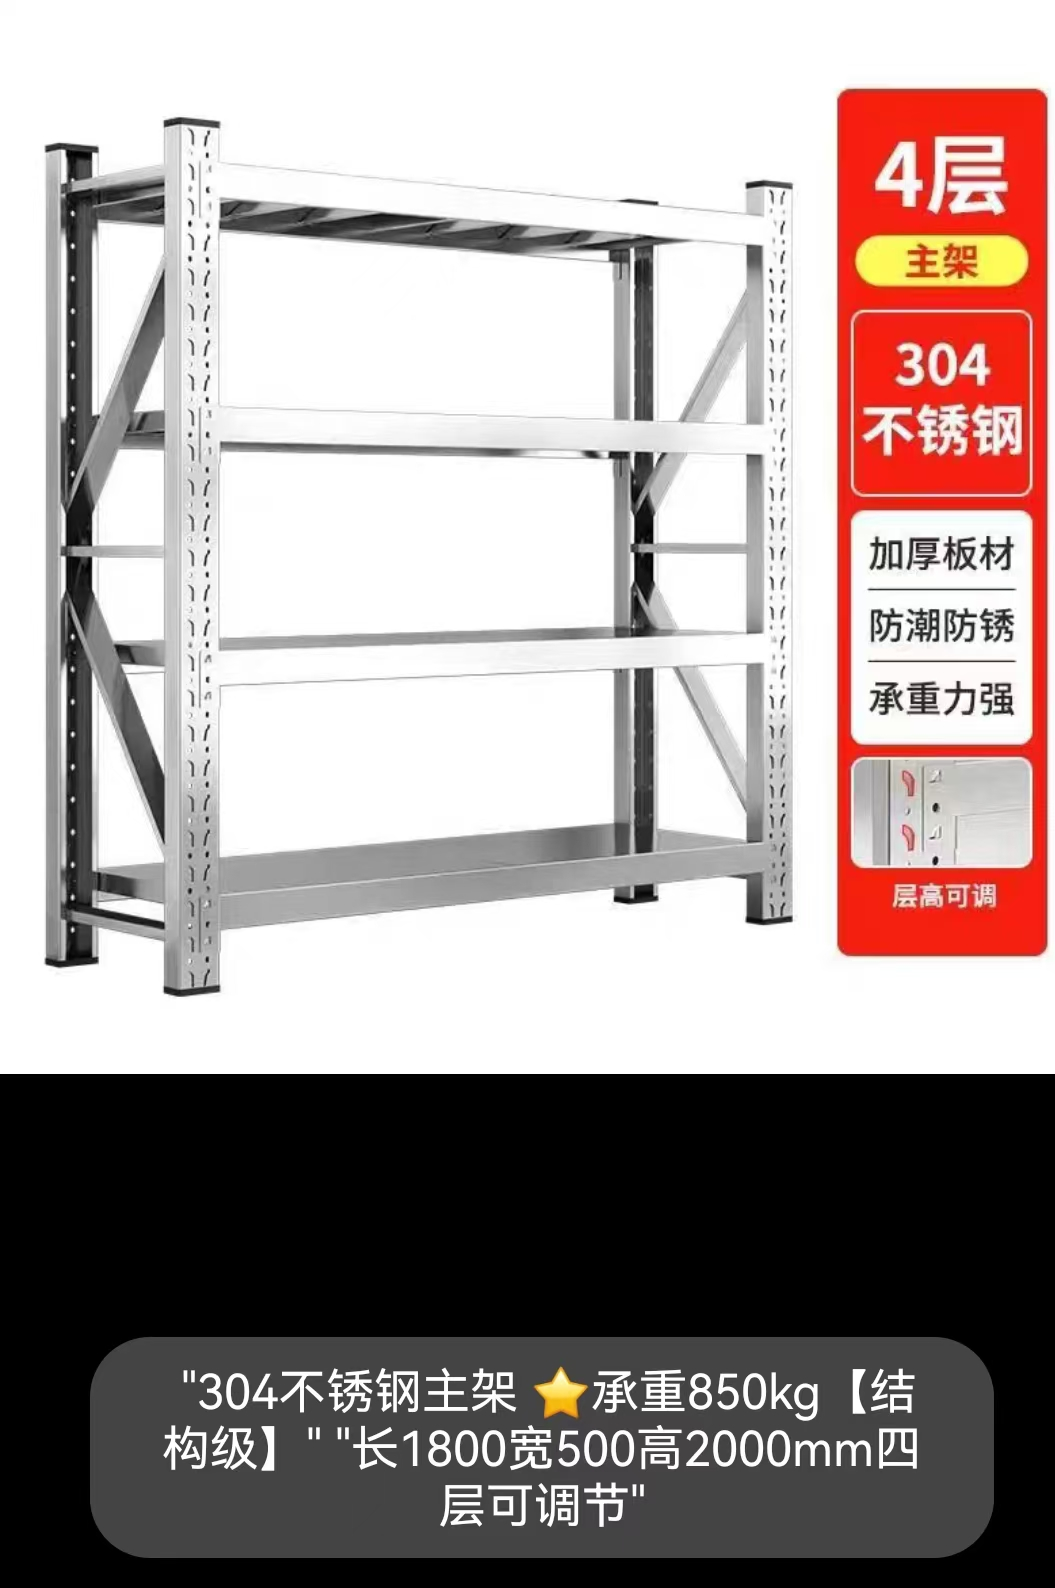 4层
主架
304
不锈钢
加厚板材
防潮防锈
承重力强
层高可调
"304不锈钢主架 ⭐承重850kg【结
构级】" "长1800宽500高2000mm四
层可调节"